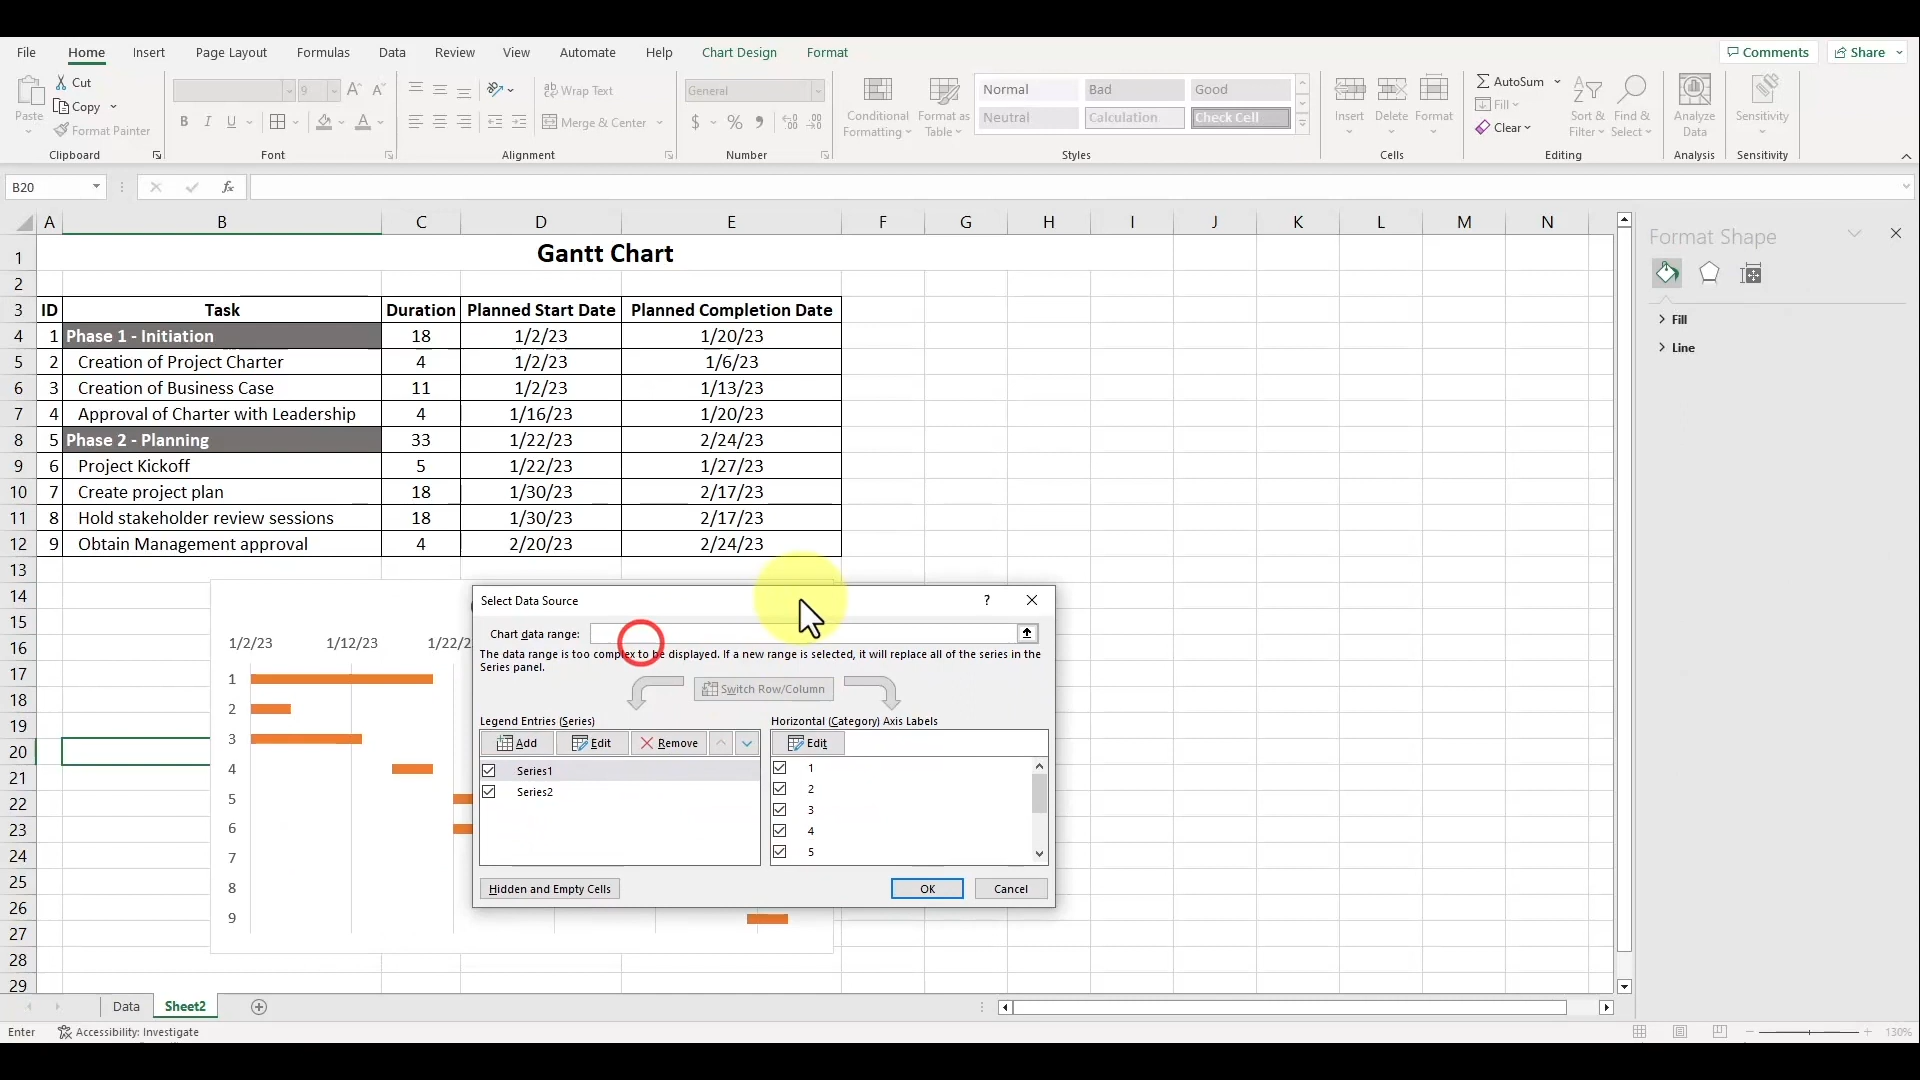 File Home Insert Page Layout Formulas Data Review View Automate Help Chart Design Format Comments Share
Cut
Copy
Format Painter
Paste
Clipboard
9
Font
Wrap Text
Merge & Center
Alignment
General
$ % 9
Number
Conditional Formatting
Format as Table
Normal Bad Good
Neutral Calculation Check Cell
Styles
Insert Delete Format
Cells
AutoSum
Fill
Clear
Sort & Filter
Find & Select
Editing
Analyze Data
Analysis
Sensitivity
Sensitivity
B20 fx
A B C D E F G H I J K L M N
1 Gantt Chart
2
3 ID Task Duration Planned Start Date Planned Completion Date
4 1 Phase 1 - Initiation 18 1/2/23 1/20/23
5 2 Creation of Project Charter 4 1/2/23 1/6/23
6 3 Creation of Business Case 11 1/2/23 1/13/23
7 4 Approval of Charter with Leadership 4 1/16/23 1/20/23
8 5 Phase 2 - Planning 33 1/22/23 2/24/23
9 6 Project Kickoff 5 1/22/23 1/27/23
10 7 Create project plan 18 1/30/23 2/17/23
11 8 Hold stakeholder review sessions 18 1/30/23 2/17/23
12 9 Obtain Management approval 4 2/20/23 2/24/23
13
14
15
16
17
18
19
20
21
22
23
24
25
26
27
28
29
1/2/23 1/12/23 1/22/2
1
2
3
4
5
6
7
8
9
Select Data Source ?
Chart data range:
The data range is too complex to be displayed. If a new range is selected, it will replace all of the series in the
Series panel.
Switch Row/Column
Legend Entries (Series)
Add Edit Remove
Series1
Series2
Horizontal (Category) Axis Labels
Edit
1
2
3
4
5
Hidden and Empty Cells OK Cancel
Format Shape
Fill
Line
Data Sheet2
Enter Accessibility: Investigate 130%